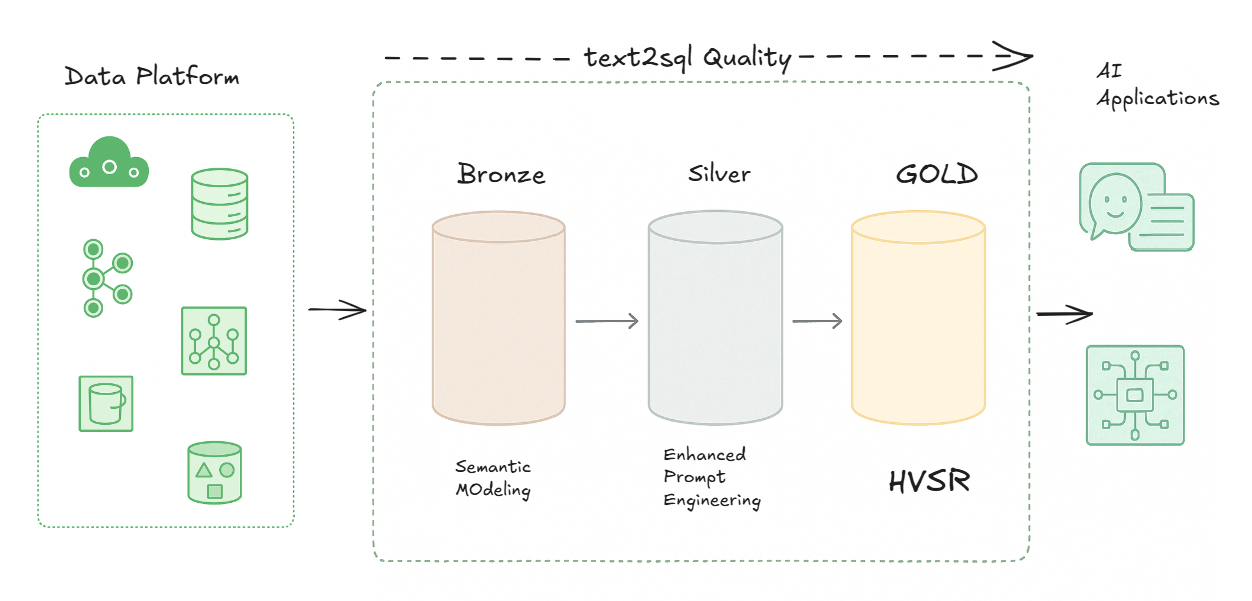 text2sql Quality
Data Platform
AI
Applications
Bronze
Silver
GOLD
Semantic
MOdeling
Enhanced
Prompt
Engineering
HVSR